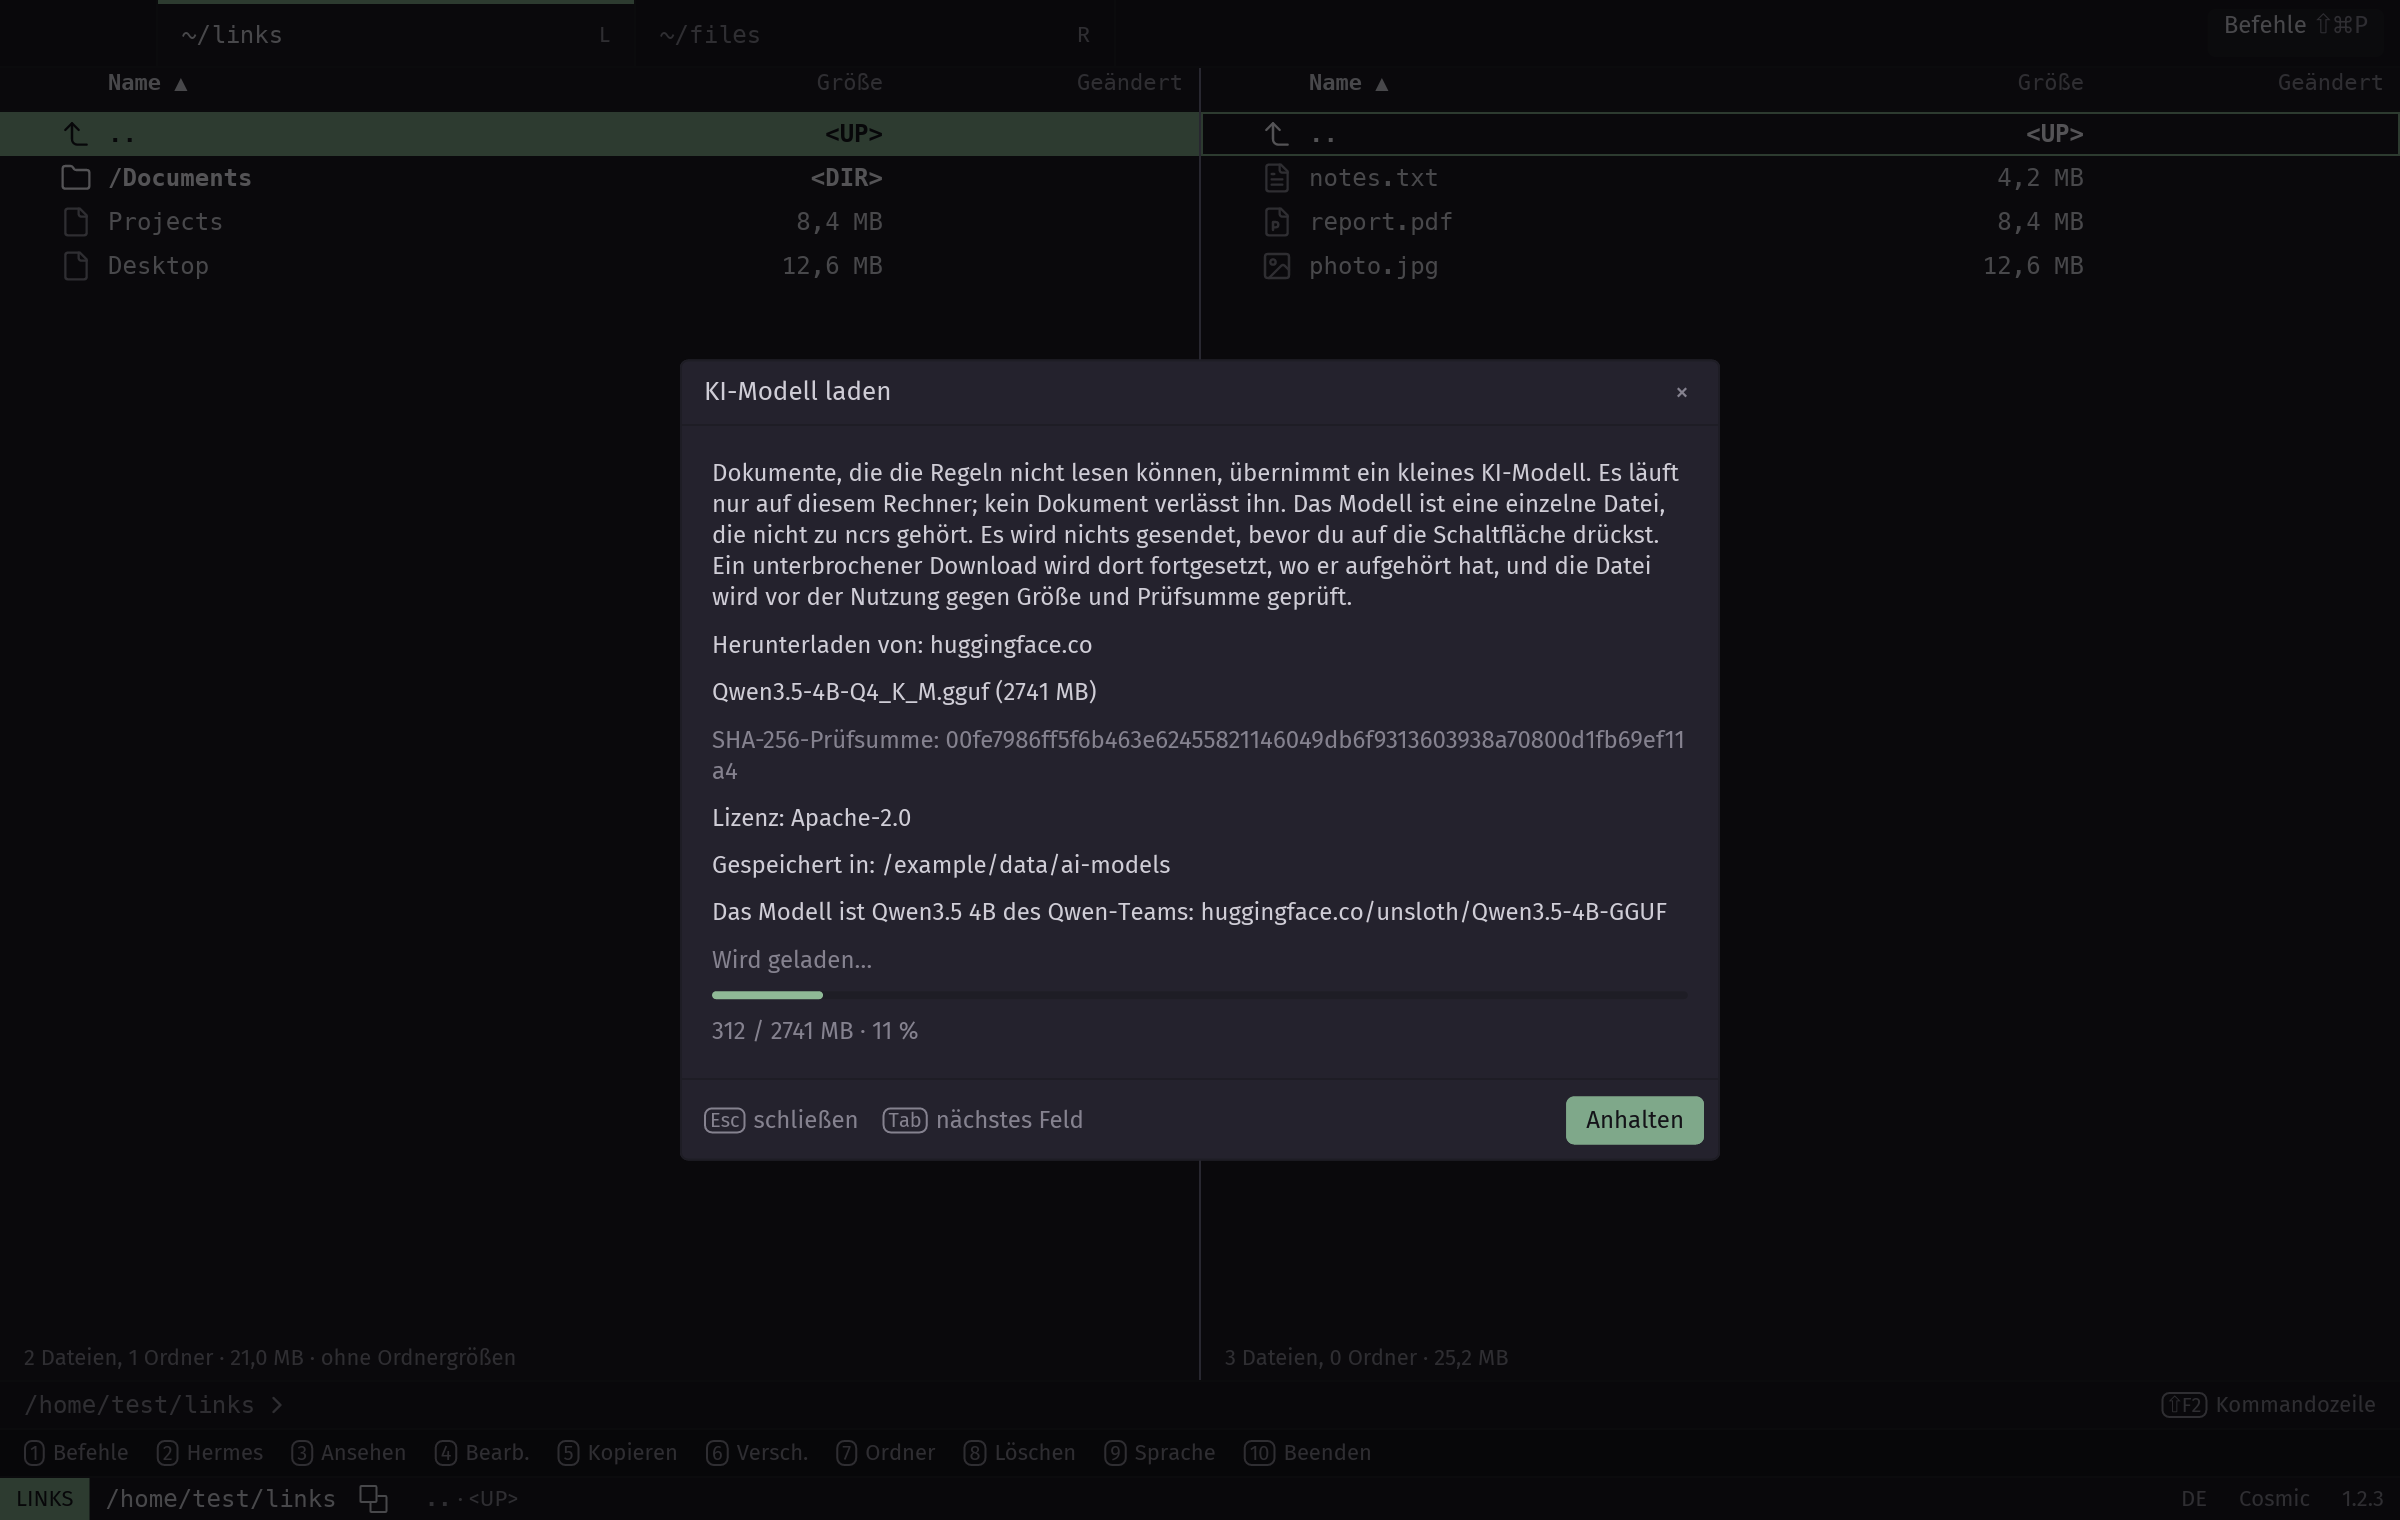 ~/links L ~/files R Befehle ⇧⌘P
Name ▲ Größe Geändert Name ▲ Größe Geändert
.. <UP> .. <UP>
/Documents <DIR> notes.txt 4,2 MB
Projects 8,4 MB report.pdf 8,4 MB
Desktop 12,6 MB photo.jpg 12,6 MB
KI-Modell laden ×
Dokumente, die die Regeln nicht lesen können, übernimmt ein kleines KI-Modell. Es läuft
nur auf diesem Rechner; kein Dokument verlässt ihn. Das Modell ist eine einzelne Datei,
die nicht zu ncrs gehört. Es wird nichts gesendet, bevor du auf die Schaltfläche drückst.
Ein unterbrochener Download wird dort fortgesetzt, wo er aufgehört hat, und die Datei
wird vor der Nutzung gegen Größe und Prüfsumme geprüft.
Herunterladen von: huggingface.co
Qwen3.5-4B-Q4_K_M.gguf (2741 MB)
SHA-256-Prüfsumme: 00fe7986ff5f6b463e62455821146049db6f9313603938a70800d1fb69ef11
a4
Lizenz: Apache-2.0
Gespeichert in: /example/data/ai-models
Das Modell ist Qwen3.5 4B des Qwen-Teams: huggingface.co/unsloth/Qwen3.5-4B-GGUF
Wird geladen…
312 / 2741 MB · 11 %
Esc schließen Tab nächstes Feld Anhalten
2 Dateien, 1 Ordner · 21,0 MB · ohne Ordnergrößen 3 Dateien, 0 Ordner · 25,2 MB
/home/test/links > ⇧F2 Kommandozeile
1 Befehle 2 Hermes 3 Ansehen 4 Bearb. 5 Kopieren 6 Versch. 7 Ordner 8 Löschen 9 Sprache 10 Beenden
LINKS /home/test/links .. · <UP> DE Cosmic 1.2.3